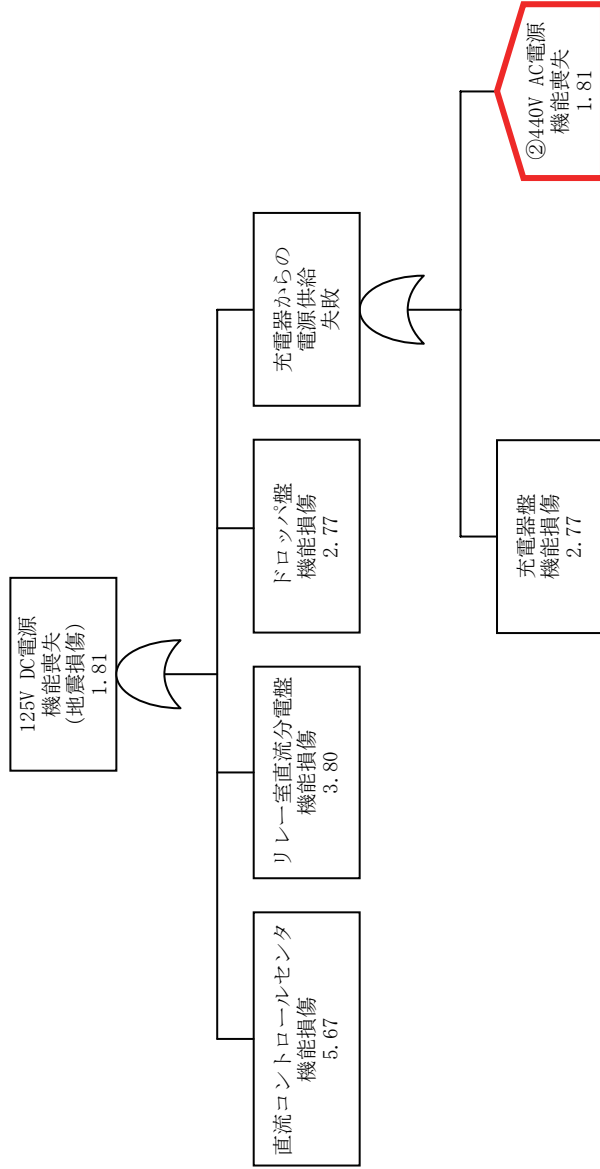 125V DC電源
機能喪失
(地震損傷)
1.81
直流コントロールセンタ
機能損傷
5.67
リレー室直流分電盤
機能損傷
3.80
ドロッパ盤
機能損傷
2.77
充電器からの
電源供給
失敗
充電器盤
機能損傷
2.77
②440V AC電源
機能喪失
1.81